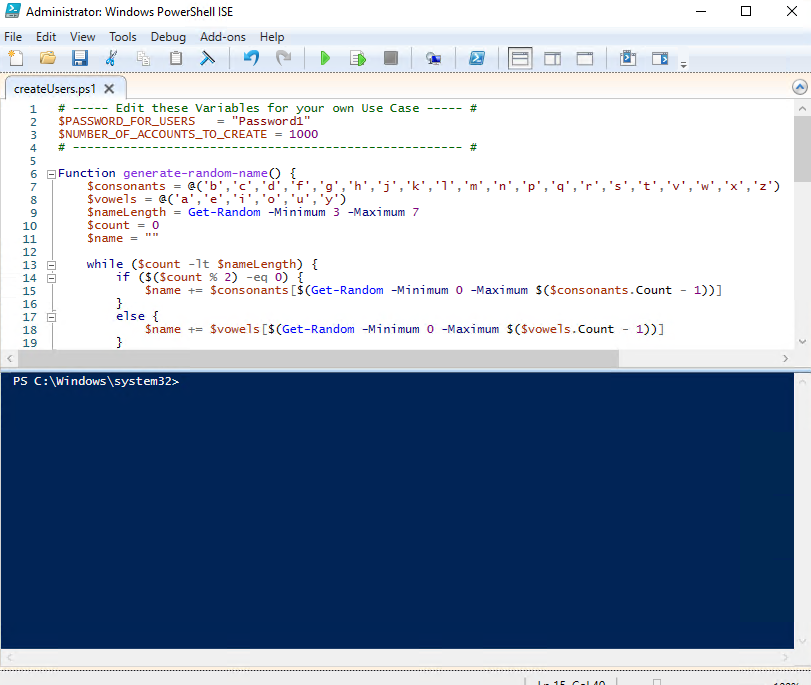 Administrator: Windows PowerShell ISE
File Edit View Tools Debug Add-ons Help
createUsers.ps1
1 # ----- Edit these Variables for your own Use Case ----- #
2 $PASSWORD_FOR_USERS = "Password1"
3 $NUMBER_OF_ACCOUNTS_TO_CREATE = 1000
4 # ------------------------------------------------------ #
5
6 Function generate-random-name() {
7 $consonants = @('b','c','d','f','g','h','j','k','l','m','n','p','q','r','s','t','v','w','x','z')
8 $vowels = @('a','e','i','o','u','y')
9 $nameLength = Get-Random -Minimum 3 -Maximum 7
10 $count = 0
11 $name = ""
12
13 while ($count -lt $nameLength) {
14 if ($($count % 2) -eq 0) {
15 $name += $consonants[$(Get-Random -Minimum 0 -Maximum $($consonants.Count - 1))]
16 }
17 else {
18 $name += $vowels[$(Get-Random -Minimum 0 -Maximum $($vowels.Count - 1))]
19 }
PS C:\Windows\system32>
Ln 15 Col 40
100%